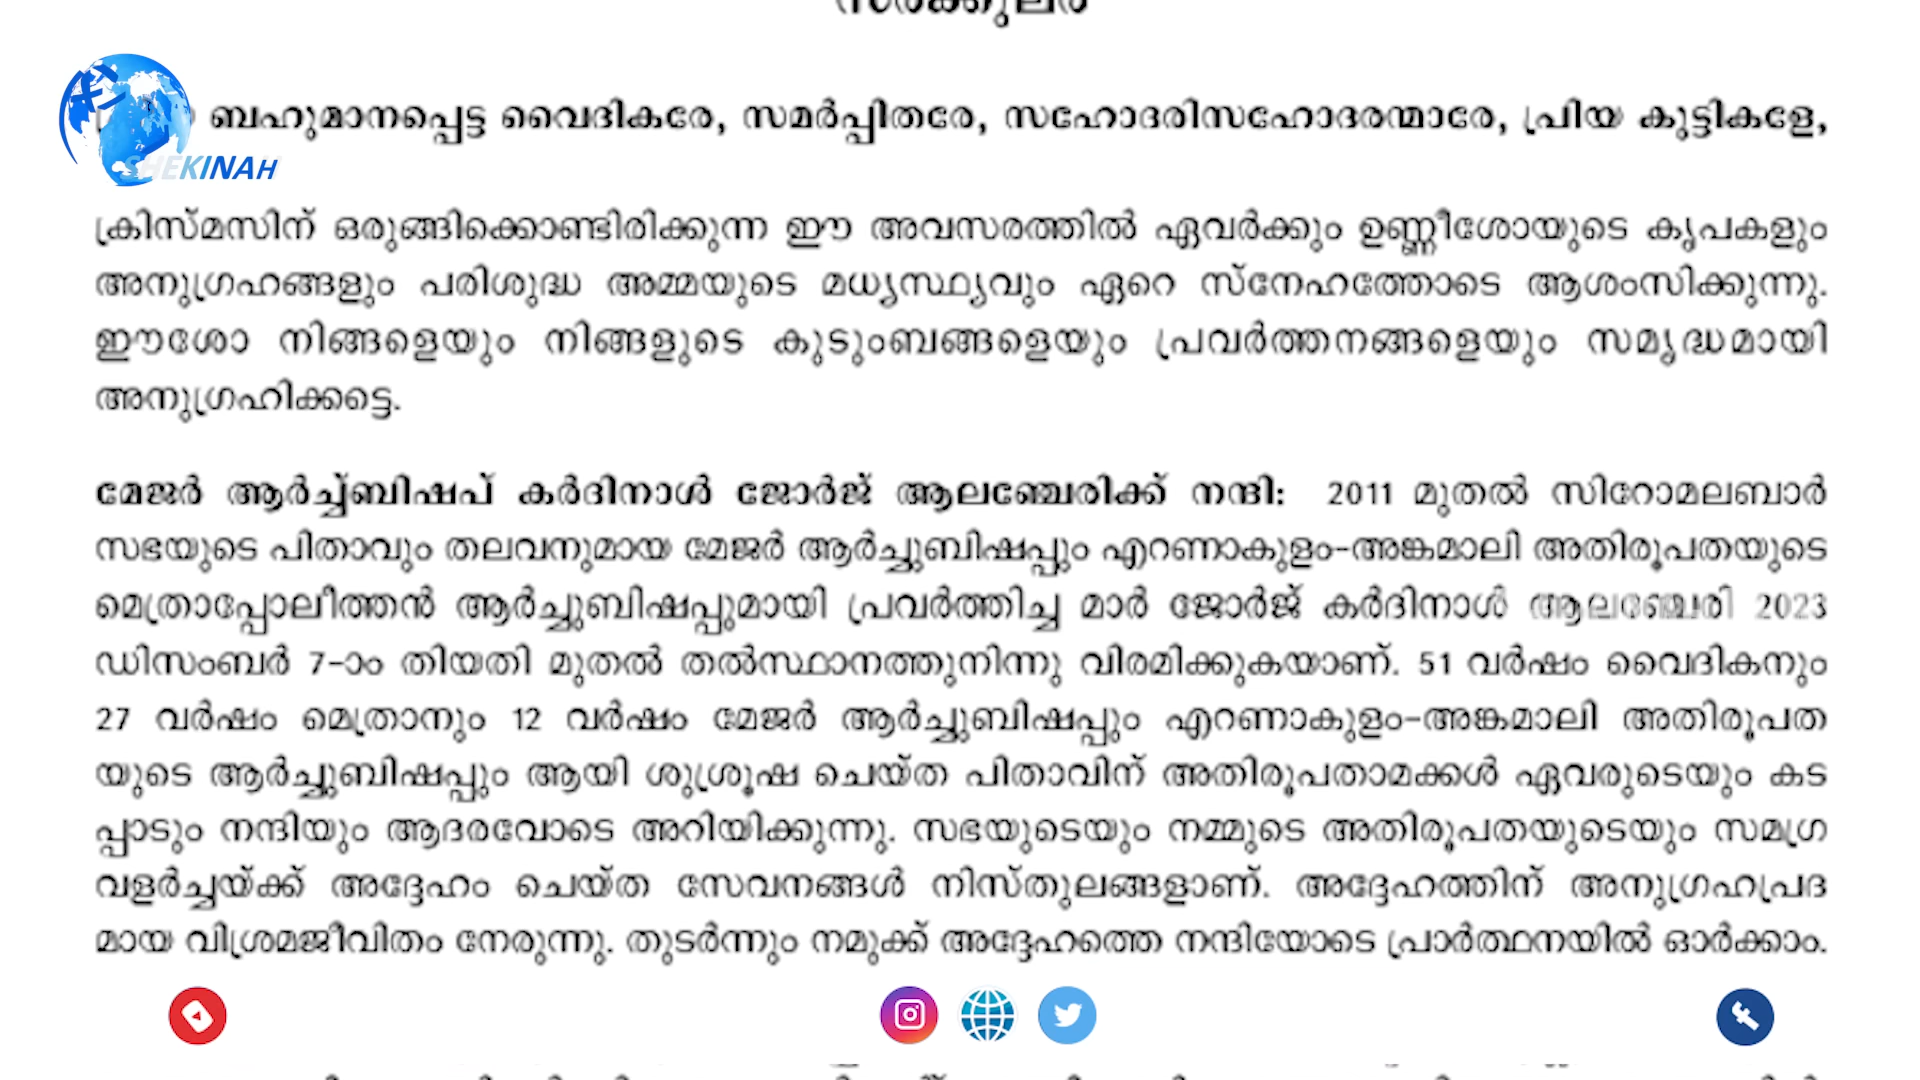 സർക്കുലർ
SHEKINAH
ബഹുമാനപ്പെട്ട വൈദികരേ, സമർപ്പിതരേ, സഹോദരിസഹോദരന്മാരേ, പ്രിയ കുട്ടികളേ,
ക്രിസ്മസിന് ഒരുങ്ങിക്കൊണ്ടിരിക്കുന്ന ഈ അവസരത്തിൽ ഏവർക്കും ഉണ്ണീശോയുടെ കൃപകളും
അനുഗ്രഹങ്ങളും പരിശുദ്ധ അമ്മയുടെ മധ്യസ്ഥ്യവും ഏറെ സ്നേഹത്തോടെ ആശംസിക്കുന്നു.
ഈശോ നിങ്ങളെയും നിങ്ങളുടെ കുടുംബങ്ങളെയും പ്രവർത്തനങ്ങളെയും സമൃദ്ധമായി
അനുഗ്രഹിക്കട്ടെ.
മേജർ ആർച്ച്ബിഷപ് കർദിനാൾ ജോർജ് ആലഞ്ചേരിക്ക് നന്ദി: 2011 മുതൽ സിറോമലബാർ
സഭയുടെ പിതാവും തലവനുമായ മേജർ ആർച്ചുബിഷപ്പും എറണാകുളം-അങ്കമാലി അതിരൂപതയുടെ
മെത്രാപ്പോലീത്തൻ ആർച്ചുബിഷപ്പുമായി പ്രവർത്തിച്ച മാർ ജോർജ് കർദിനാൾ ആലഞ്ചേരി 2023
ഡിസംബർ 7-ാം തിയതി മുതൽ തൽസ്ഥാനത്തുനിന്നു വിരമിക്കുകയാണ്. 51 വർഷം വൈദികനും
27 വർഷം മെത്രാനും 12 വർഷം മേജർ ആർച്ചുബിഷപ്പും എറണാകുളം-അങ്കമാലി അതിരൂപത
യുടെ ആർച്ചുബിഷപ്പും ആയി ശുശ്രൂഷ ചെയ്ത പിതാവിന് അതിരൂപതാമക്കൾ ഏവരുടെയും കട
പ്പാടും നന്ദിയും ആദരവോടെ അറിയിക്കുന്നു. സഭയുടെയും നമ്മുടെ അതിരൂപതയുടെയും സമഗ്ര
വളർച്ചയ്ക്ക് അദ്ദേഹം ചെയ്ത സേവനങ്ങൾ നിസ്തുലങ്ങളാണ്. അദ്ദേഹത്തിന് അനുഗ്രഹപ്രദ
മായ വിശ്രമജീവിതം നേരുന്നു. തുടർന്നും നമുക്ക് അദ്ദേഹത്തെ നന്ദിയോടെ പ്രാർത്ഥനയിൽ ഓർക്കാം.